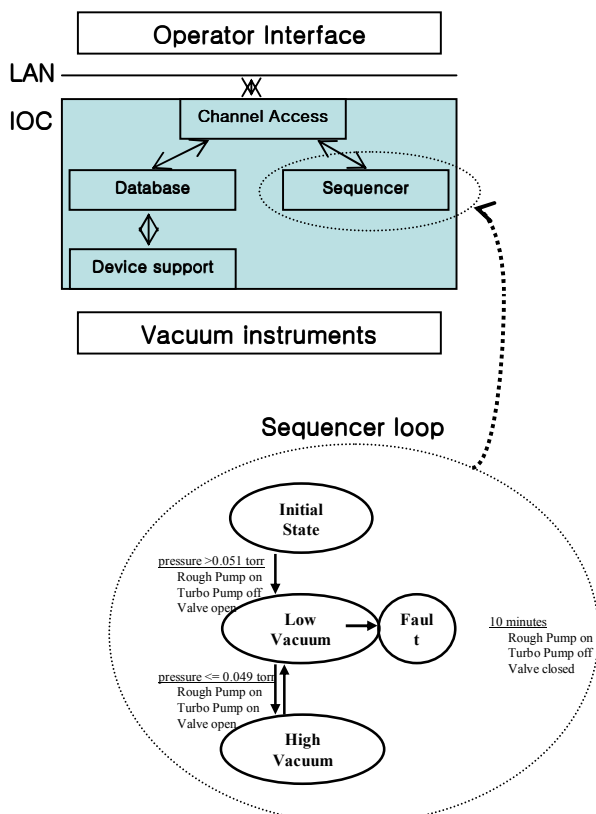 Operator Interface
LAN
IOC
Channel Access
Database
Sequencer
Device support
Vacuum instruments
Sequencer loop
Initial
State
pressure >0.051 torr
Rough Pump on
Turbo Pump off
Valve open
Low
Vacuum
Faul
t
10 minutes
Rough Pump on
Turbo Pump off
Valve closed
pressure <= 0.049 torr
Rough Pump on
Turbo Pump on
Valve open
High
Vacuum